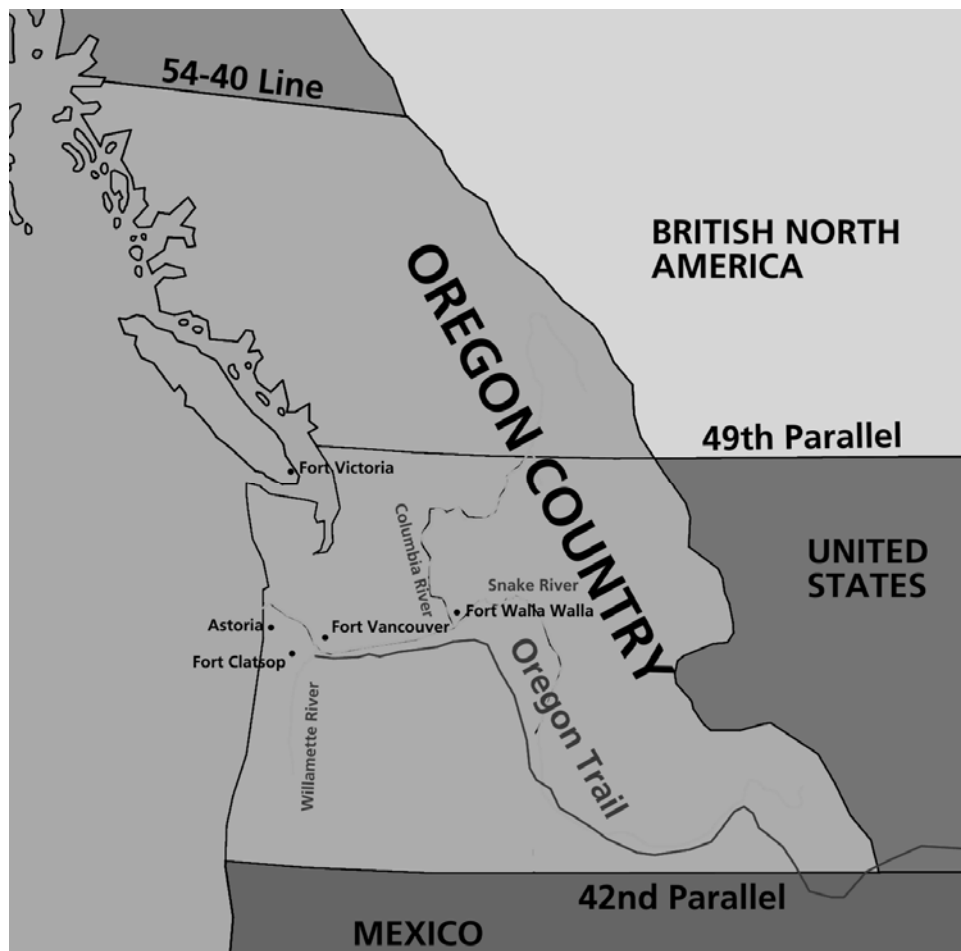 54-40 Line
BRITISH NORTH
AMERICA
OREGON COUNTRY
49th Parallel
Fort Victoria
Columbia River
UNITED
STATES
Snake River
Fort Walla Walla
Astoria
Fort Vancouver
Fort Clatsop
Oregon Trail
Willamette River
42nd Parallel
MEXICO